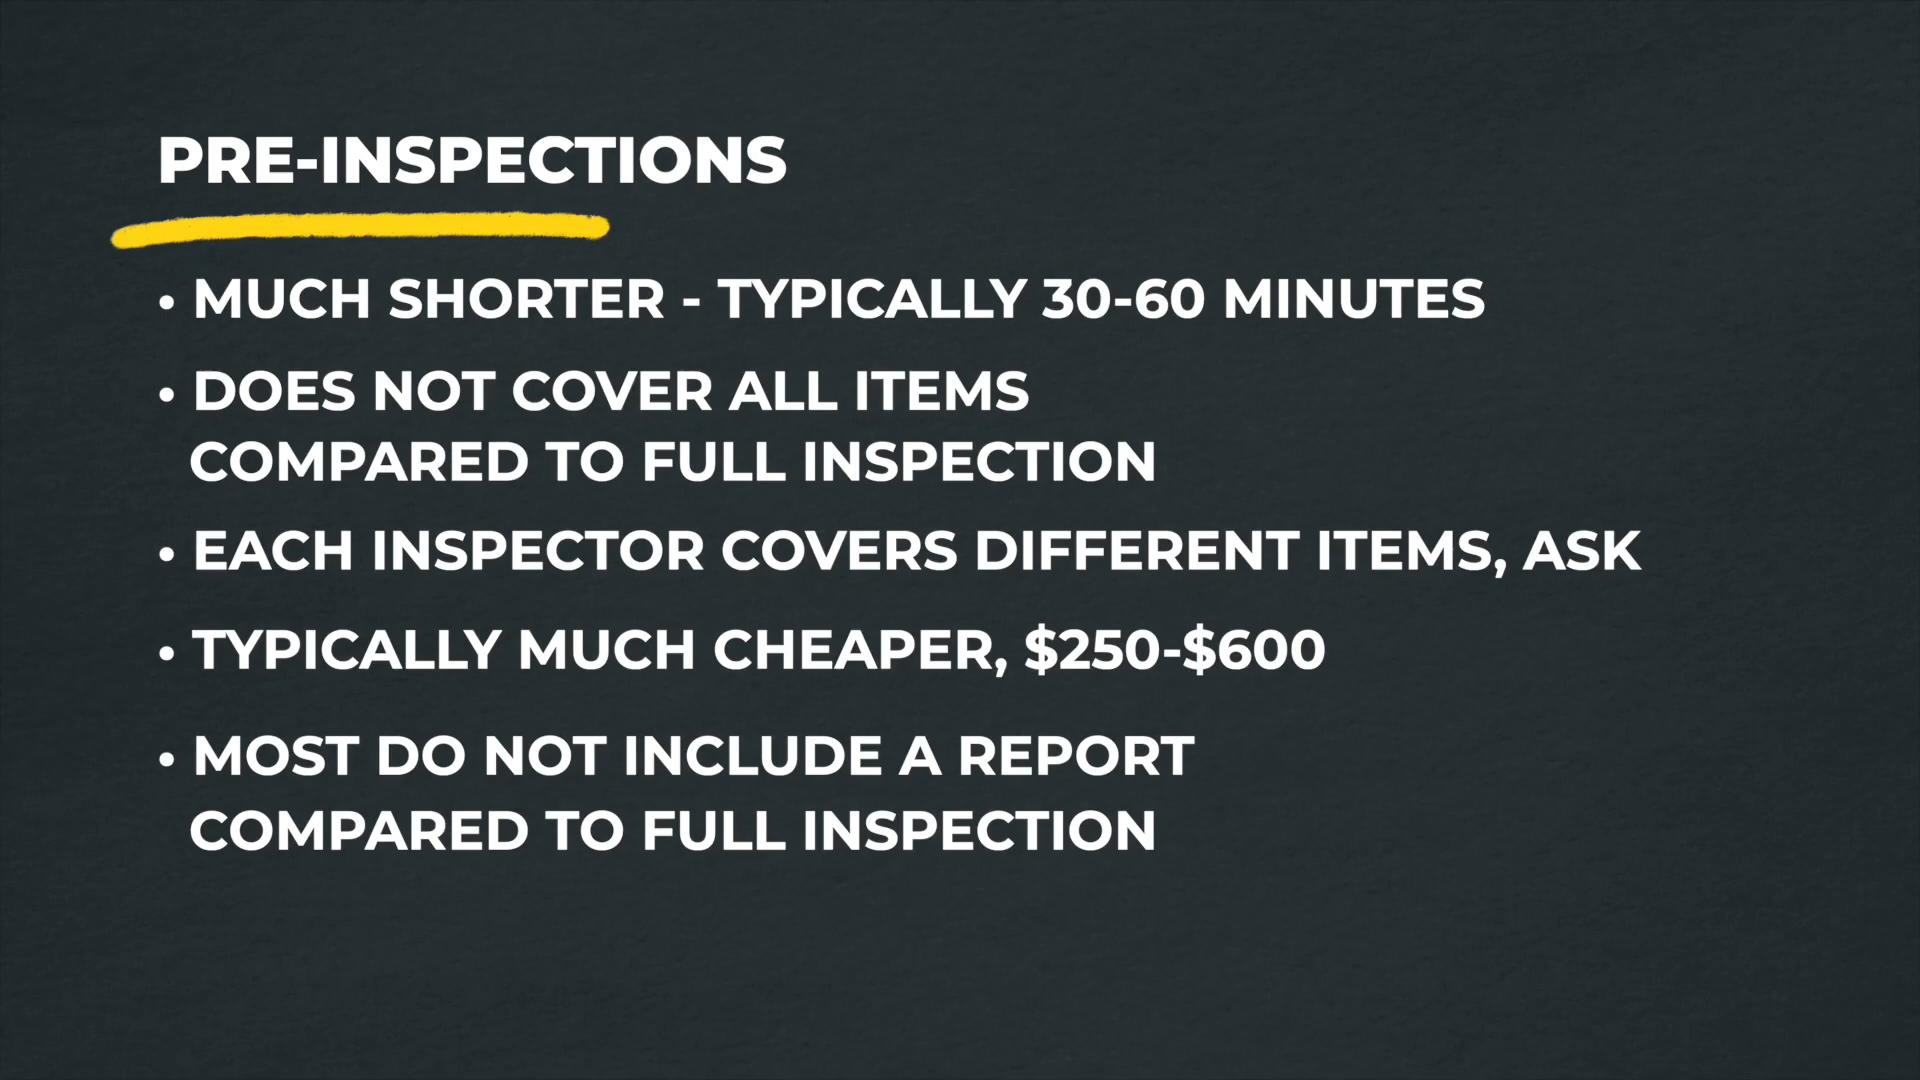 PRE-INSPECTIONS
• MUCH SHORTER - TYPICALLY 30-60 MINUTES
• DOES NOT COVER ALL ITEMS
COMPARED TO FULL INSPECTION
• EACH INSPECTOR COVERS DIFFERENT ITEMS, ASK
• TYPICALLY MUCH CHEAPER, $250-$600
• MOST DO NOT INCLUDE A REPORT
COMPARED TO FULL INSPECTION